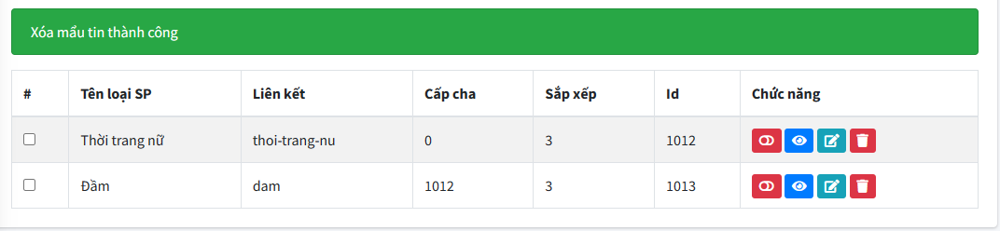 Xóa mẩu tin thành công
# Tên loại SP Liên kết Cấp cha Sắp xếp Id Chức năng
Thời trang nữ thoi-trang-nu 0 3 1012
Đầm dam 1012 3 1013